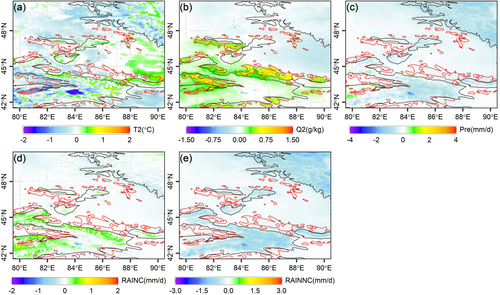 (a)
(b)
(c)
48°N
48°N
48°N
45°N
45°N
45°N
42°N
42°N
42°N
80°E 82°E 84°E 86°E 88°E 90°E
80°E 82°E 84°E 86°E 88°E 90°E
80°E 82°E 84°E 86°E 88°E 90°E
T2(°C)
Q2(g/kg)
Pre(mm/d)
-2 -1 0 1 2
-1.50 -0.75 0.00 0.75 1.50
-4 -2 0 2 4
(d)
(e)
48°N
48°N
45°N
45°N
42°N
42°N
80°E 82°E 84°E 86°E 88°E 90°E
80°E 82°E 84°E 86°E 88°E 90°E
RAINC(mm/d)
RAINNC(mm/d)
-2 -1 0 1 2
-3.0 -1.5 0.0 1.5 3.0